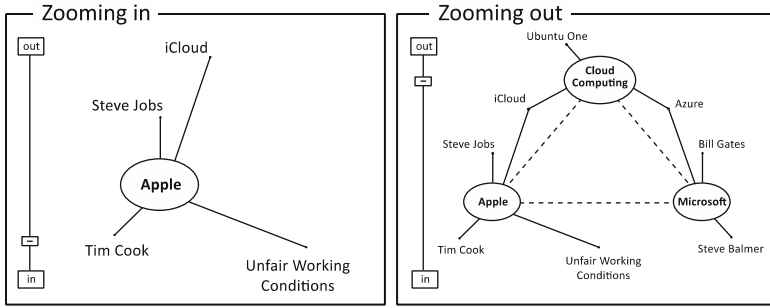 Zooming in
out
iCloud
Steve Jobs
Apple
Tim Cook
Unfair Working
Conditions
in
Zooming out
out
Ubuntu One
Cloud
Computing
iCloud
Azure
Steve Jobs
Bill Gates
Apple
Microsoft
Tim Cook
Steve Balmer
Unfair Working
Conditions
in